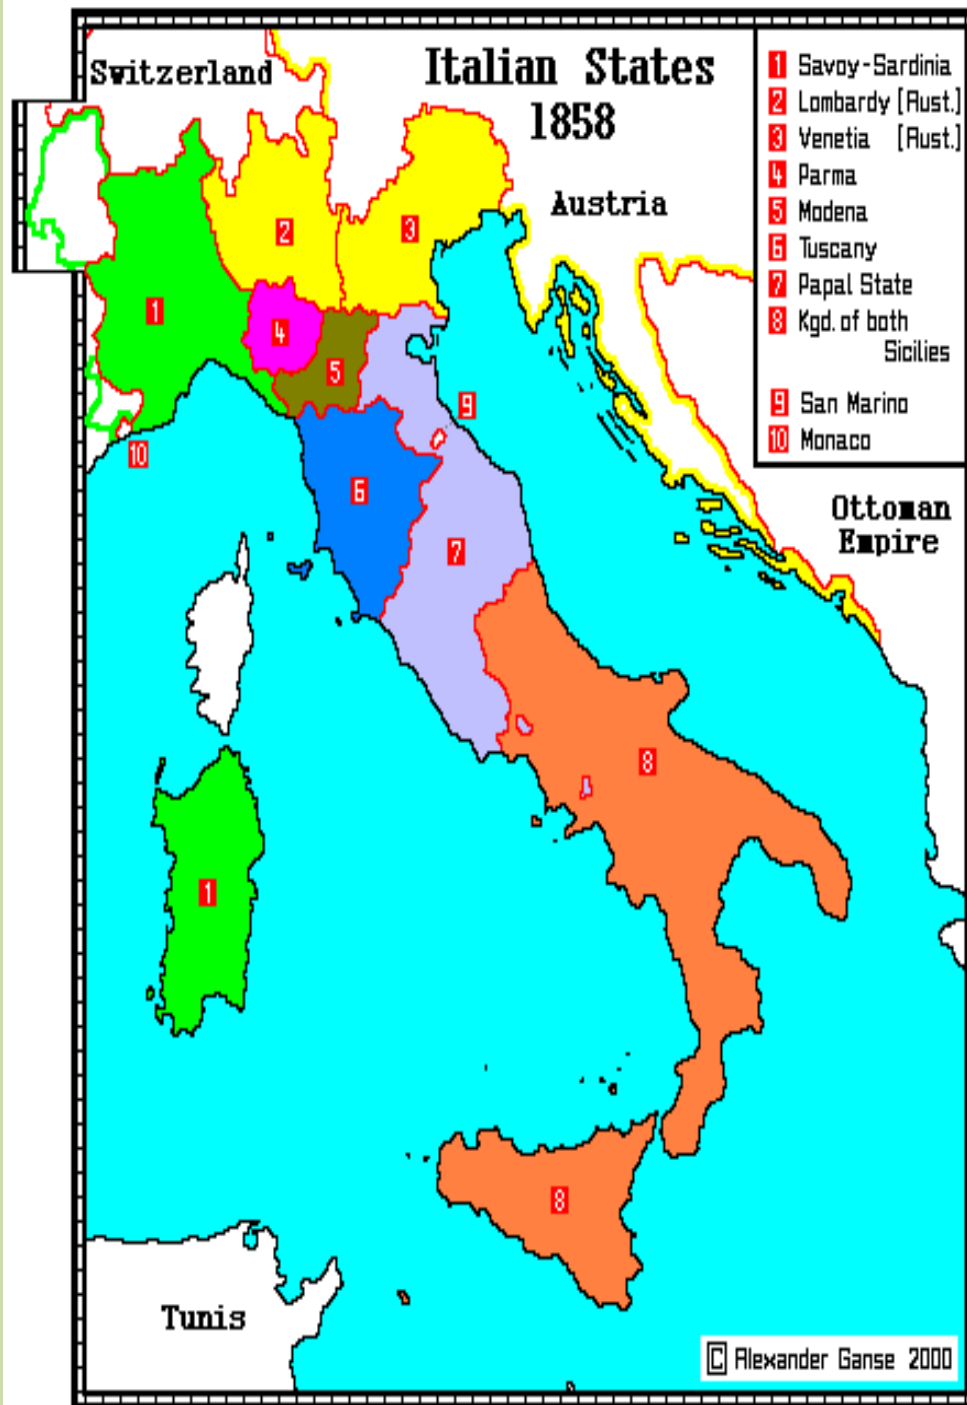 Italian States
1858
Switzerland
Austria
Ottoman
Empire
Tunis
1 Savoy-Sardinia
2 Lombardy [Aust.]
3 Venetia [Aust.]
4 Parma
5 Modena
6 Tuscany
7 Papal State
8 Kgd. of both
Sicilies
9 San Marino
10 Monaco
2
3
1
4
5
9
10
6
7
8
1
8
C Alexander Ganse 2000